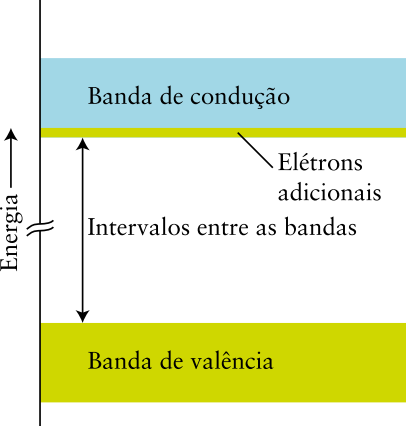 Banda de condução
Elétrons
adicionais
Energia
Intervalos entre as bandas
Banda de valência